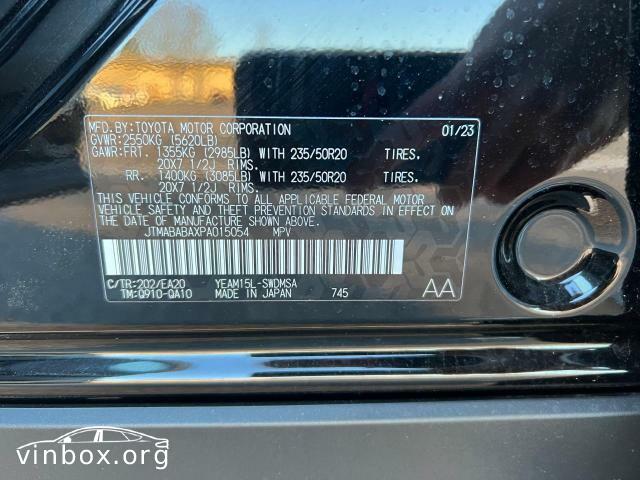 MFD. BY: TOYOTA MOTOR CORPORATION 01/23
GVWR: 2550KG (5620LB)
GAWR: FRT. 1355KG (2985LB) WITH 235/50R20 TIRES.
20X7 1/2J RIMS.
RR. 1400KG (3085LB) WITH 235/50R20 TIRES.
20X7 1/2J RIMS.
THIS VEHICLE CONFORMS TO ALL APPLICABLE FEDERAL MOTOR
VEHICLE SAFETY AND THEFT PREVENTION STANDARDS IN EFFECT
ON THE DATE OF MANUFACTURE SHOWN ABOVE.
JTMABABAXPA015054 MPV
C/TR: 202/EA20 YEAM15L-SWDMSA
TM: Q910-QA10 MADE IN JAPAN 745 AA
vinbox.org